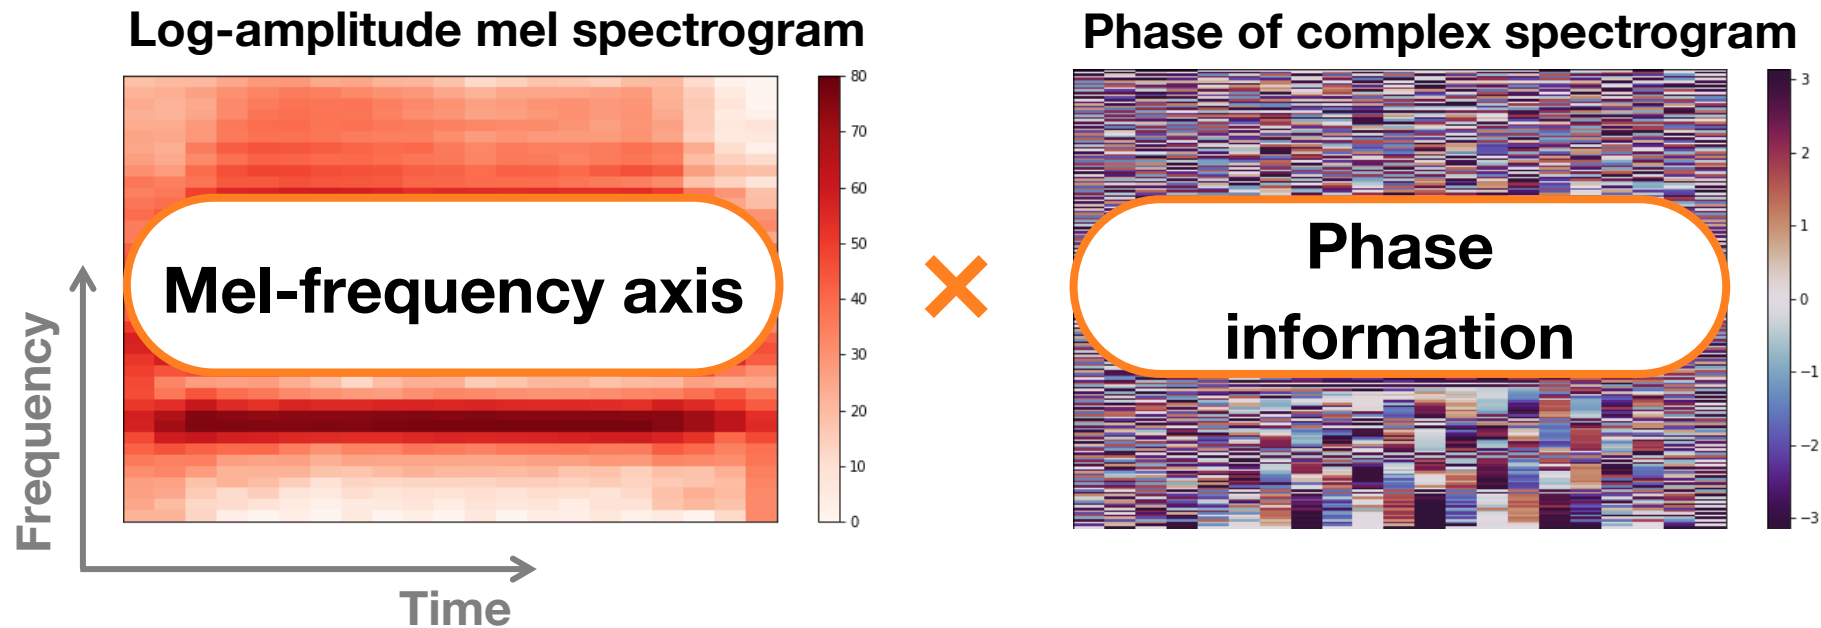 Log-amplitude mel spectrogram
Phase of complex spectrogram
80
70
60
50
40
30
20
10
0
Mel-frequency axis
×
Phase
information
3
2
1
0
−1
−2
−3
Frequency
Time